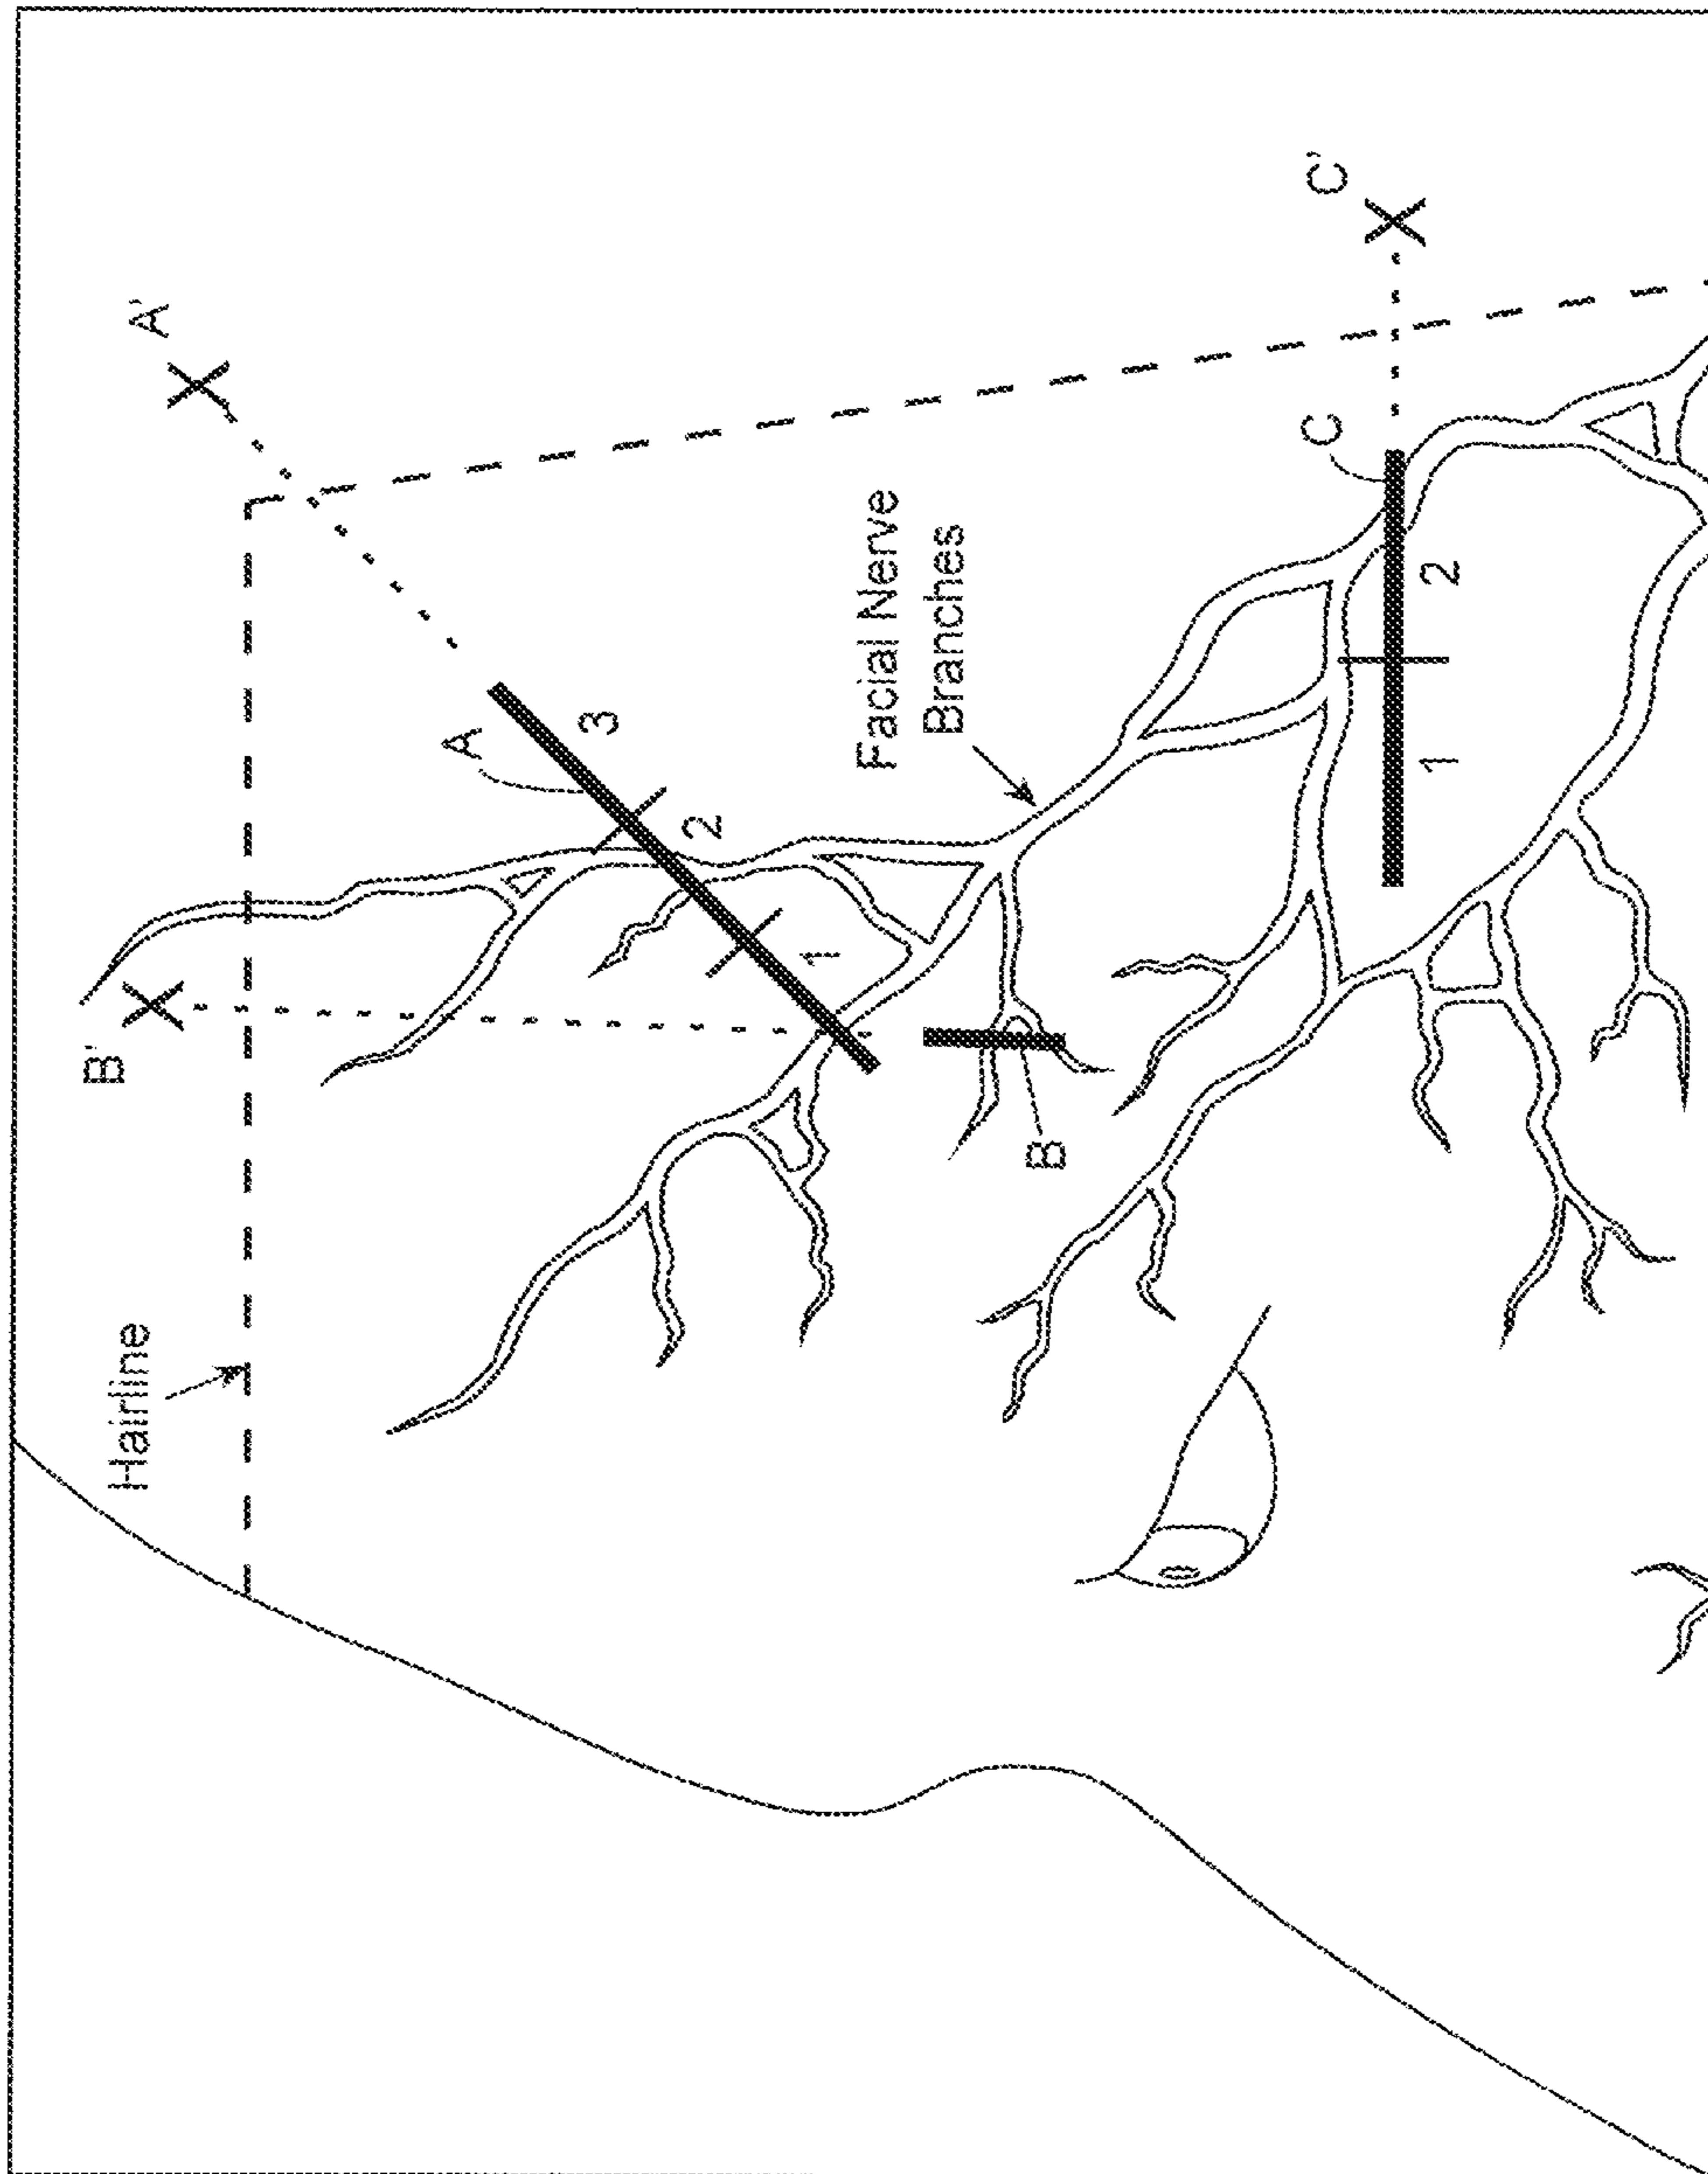 Hairline
B'
A'
A
3
2
1
Facial Nerve
Branches
B
C'
C
1
2